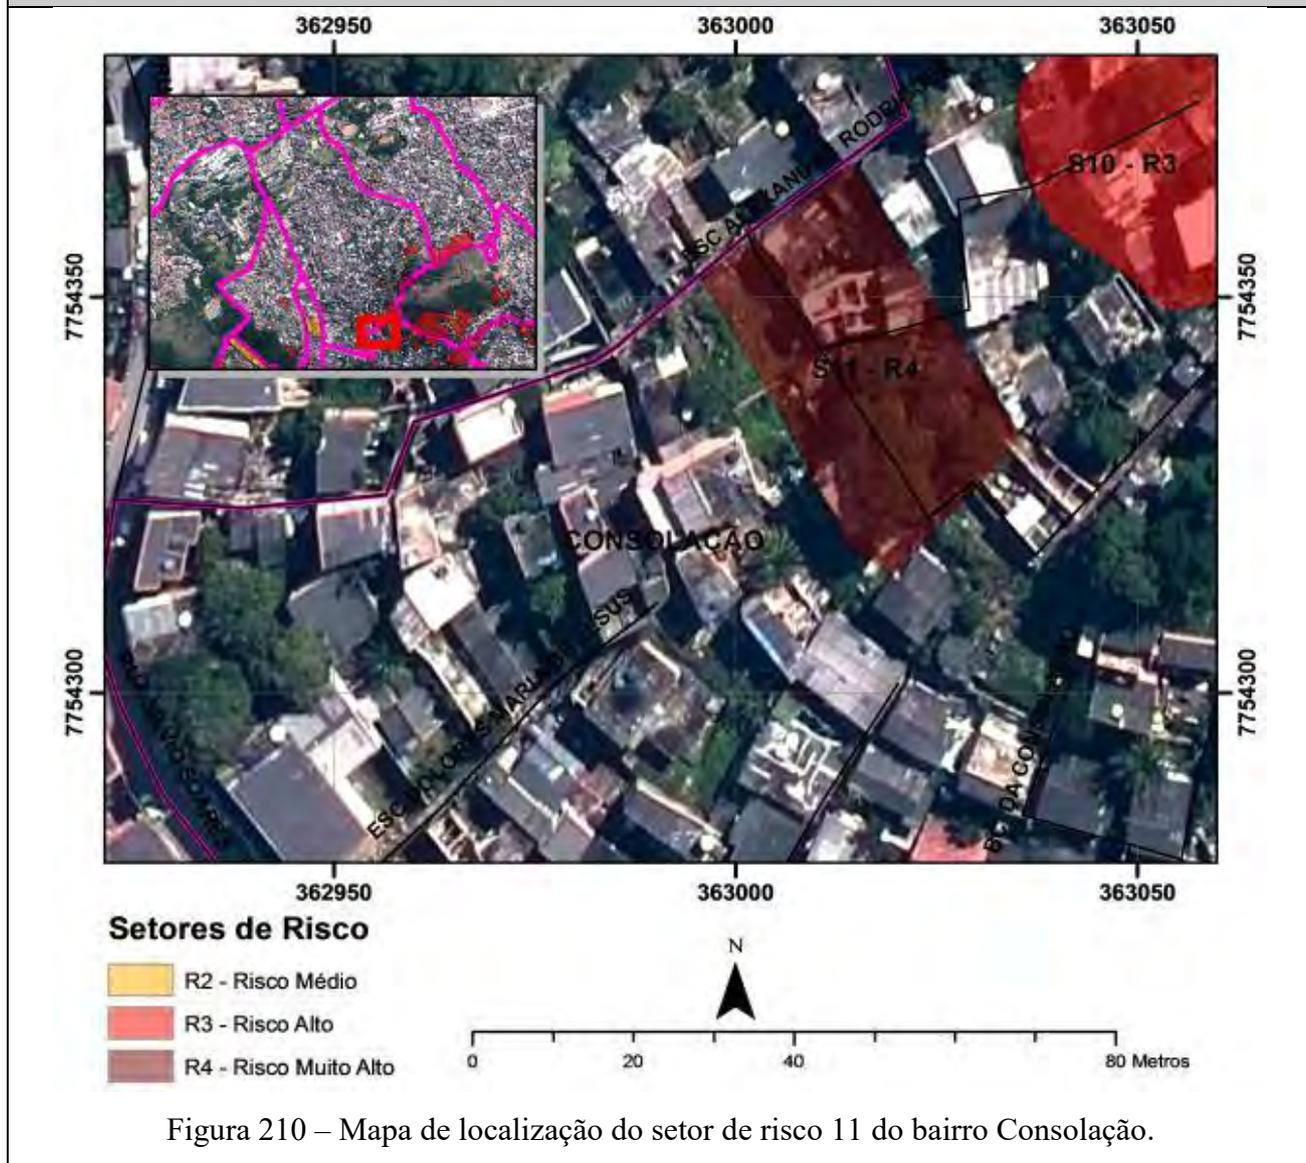 362950
363000
363050
7754350
7754350
S10 - R3
S11 - R4
CONSOLAÇÃO
7754300
7754300
362950
363000
363050
Setores de Risco
R2 - Risco Médio
R3 - Risco Alto
R4 - Risco Muito Alto
N
0 20 40 80 Metros
Figura 210 – Mapa de localização do setor de risco 11 do bairro Consolação.